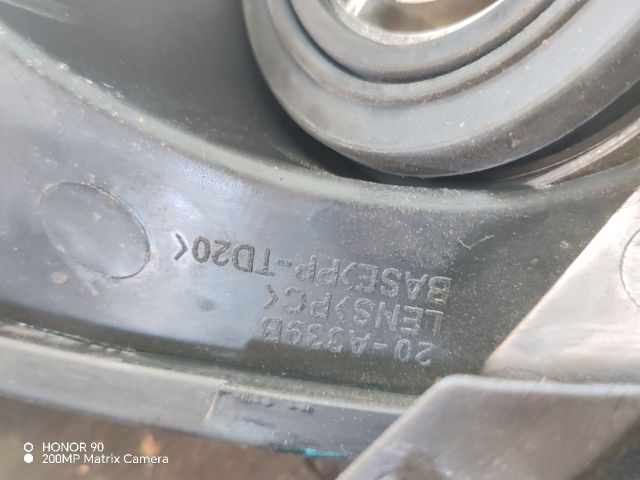 20-A339B
LENS>PC<
BASE>PP-TD20<
HONOR 90
200MP Matrix Camera